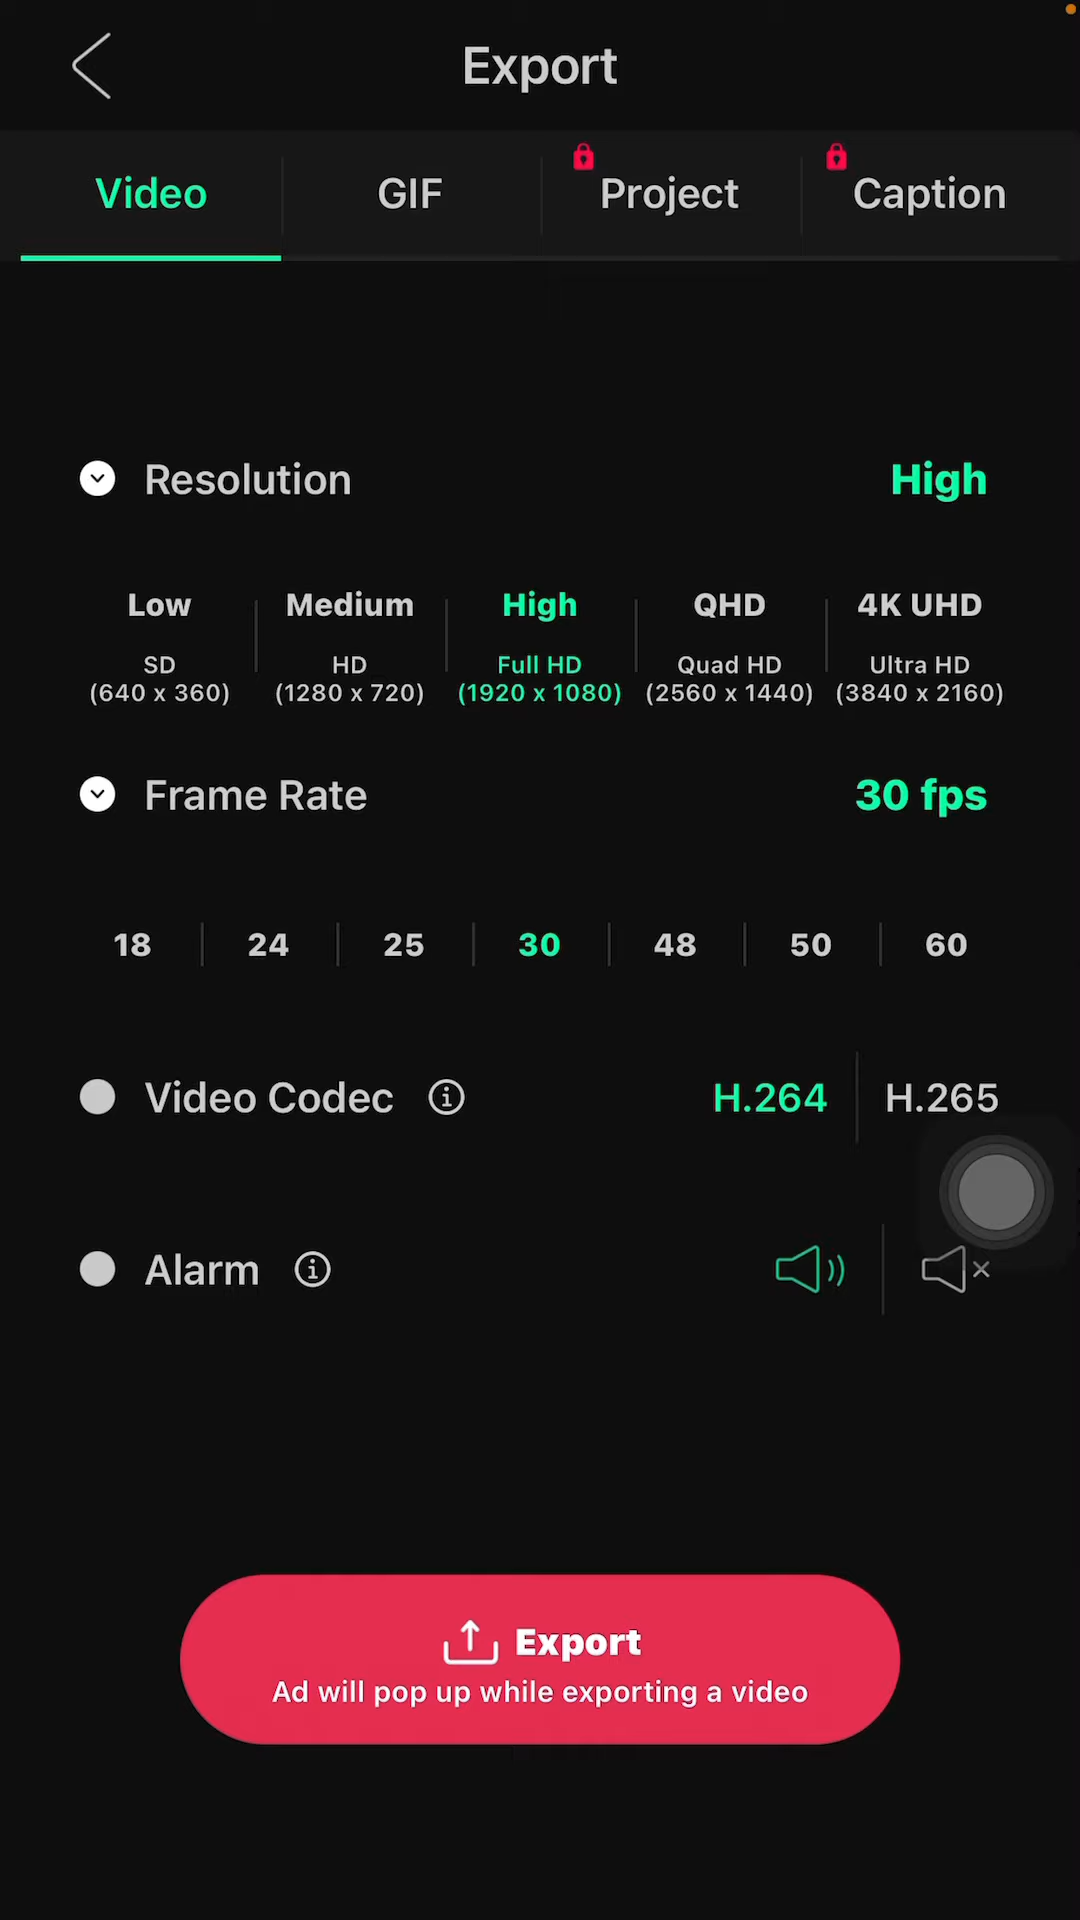 Export
Video GIF Project Caption
Resolution High
Low Medium High QHD 4K UHD
SD HD Full HD Quad HD Ultra HD
(640 x 360) (1280 x 720) (1920 x 1080) (2560 x 1440) (3840 x 2160)
Frame Rate 30 fps
18 24 25 30 48 50 60
Video Codec H.264 H.265
Alarm
Export
Ad will pop up while exporting a video